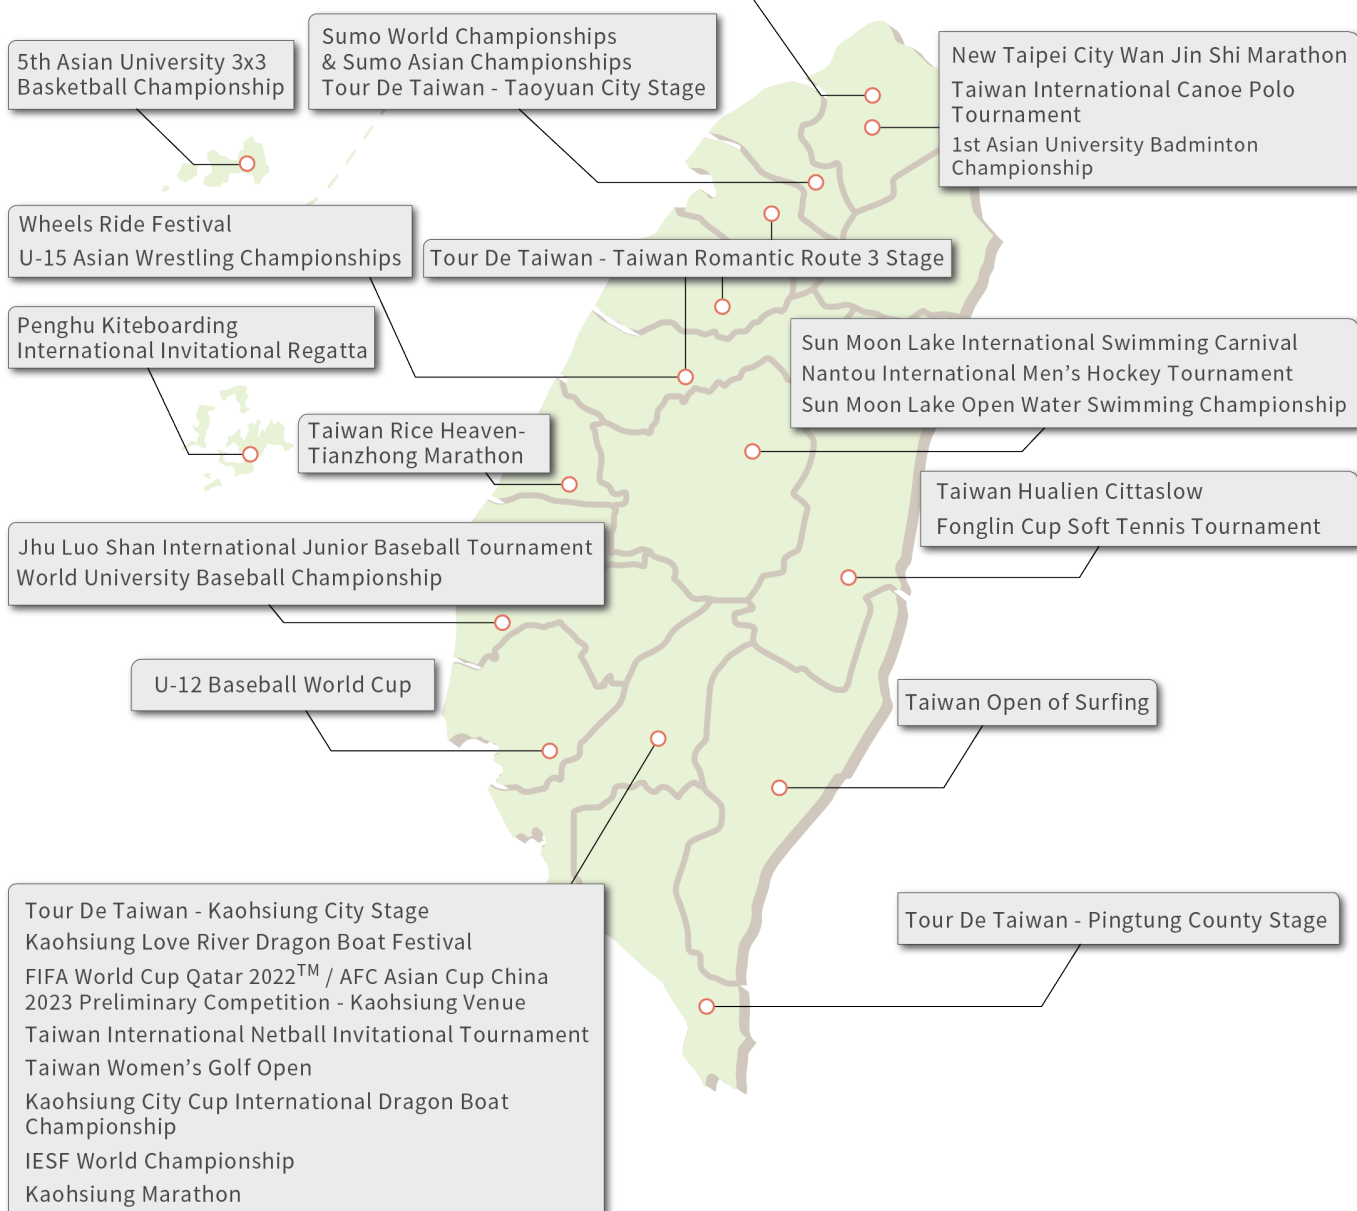 5th Asian University 3x3
Basketball Championship
Sumo World Championships
& Sumo Asian Championships
Tour De Taiwan - Taoyuan City Stage
New Taipei City Wan Jin Shi Marathon
Taiwan International Canoe Polo
Tournament
1st Asian University Badminton
Championship
Wheels Ride Festival
U-15 Asian Wrestling Championships
Tour De Taiwan - Taiwan Romantic Route 3 Stage
Penghu Kiteboarding
International Invitational Regatta
Sun Moon Lake International Swimming Carnival
Nantou International Men’s Hockey Tournament
Sun Moon Lake Open Water Swimming Championship
Taiwan Rice Heaven-
Tianzhong Marathon
Taiwan Hualien Cittaslow
Fonglin Cup Soft Tennis Tournament
Jhu Luo Shan International Junior Baseball Tournament
World University Baseball Championship
U-12 Baseball World Cup
Taiwan Open of Surfing
Tour De Taiwan - Kaohsiung City Stage
Kaohsiung Love River Dragon Boat Festival
FIFA World Cup Qatar 2022™ / AFC Asian Cup China
2023 Preliminary Competition - Kaohsiung Venue
Taiwan International Netball Invitational Tournament
Taiwan Women’s Golf Open
Kaohsiung City Cup International Dragon Boat
Championship
IESF World Championship
Kaohsiung Marathon
Tour De Taiwan - Pingtung County Stage